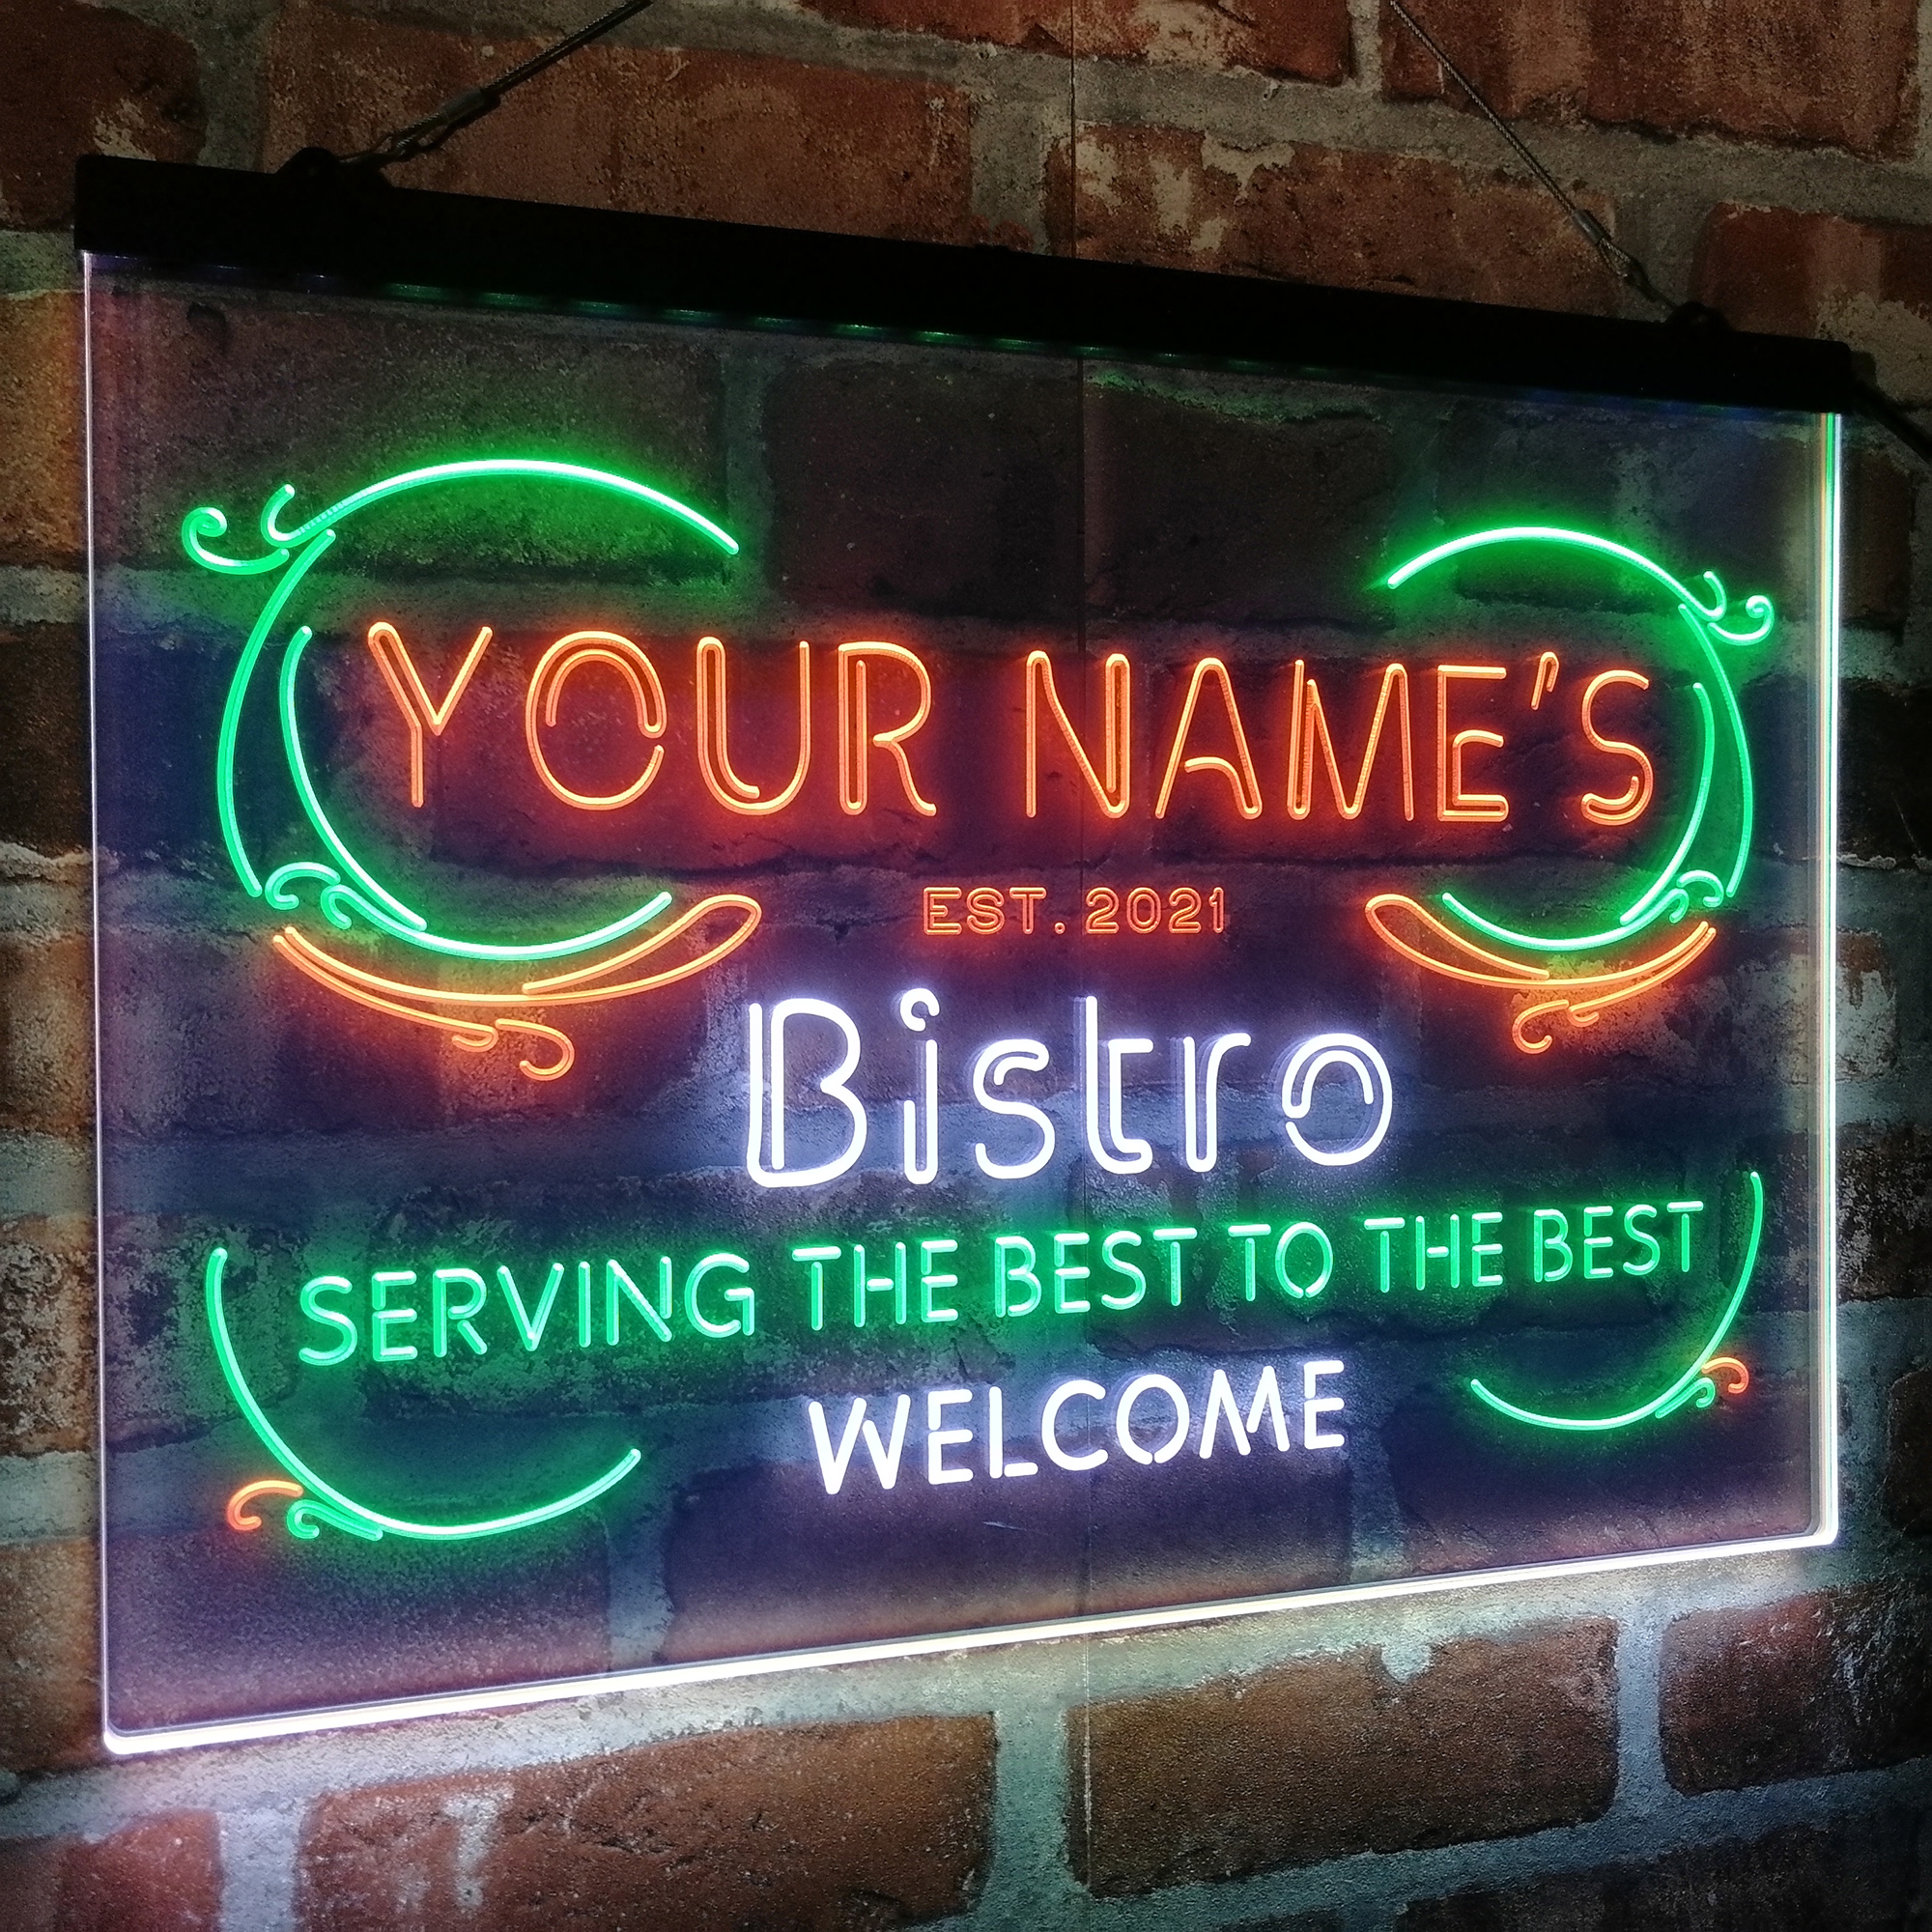 YOUR NAME'S
EST. 2021
Bistro
SERVING THE BEST TO THE BEST
WELCOME